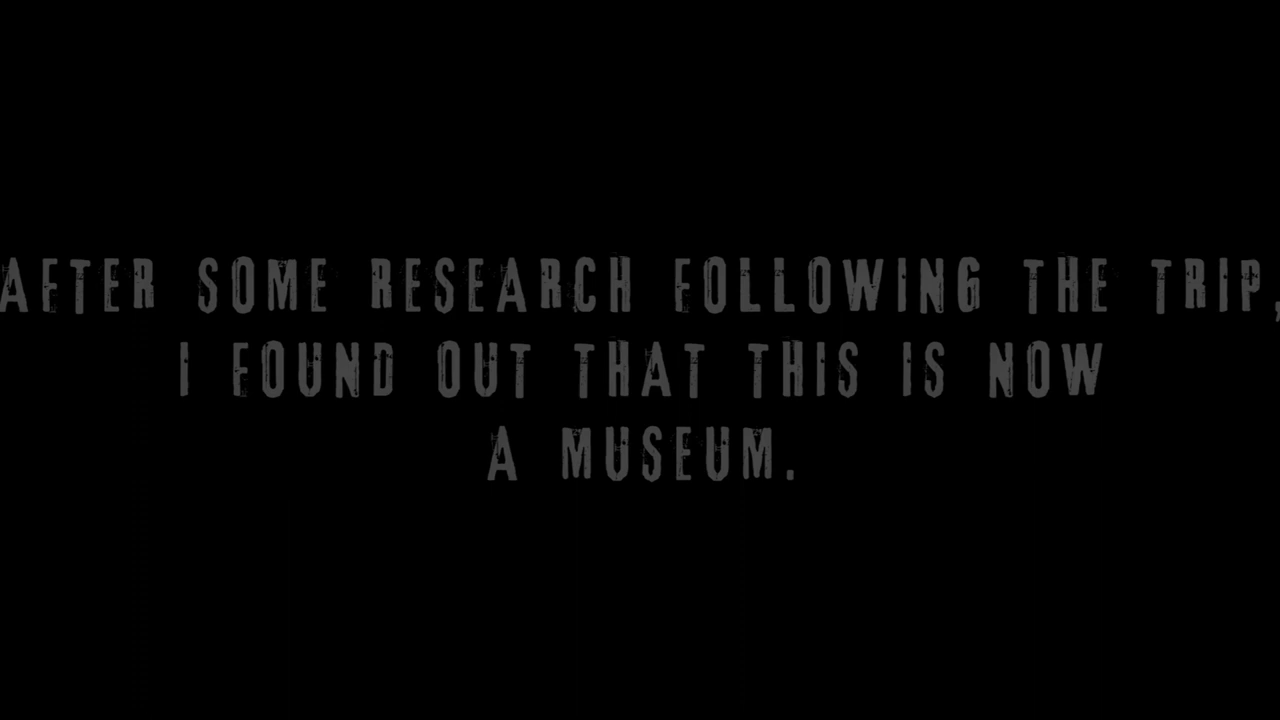 AFTER SOME RESEARCH FOLLOWING THE TRIP,
I FOUND OUT THAT THIS IS NOW
A MUSEUM.